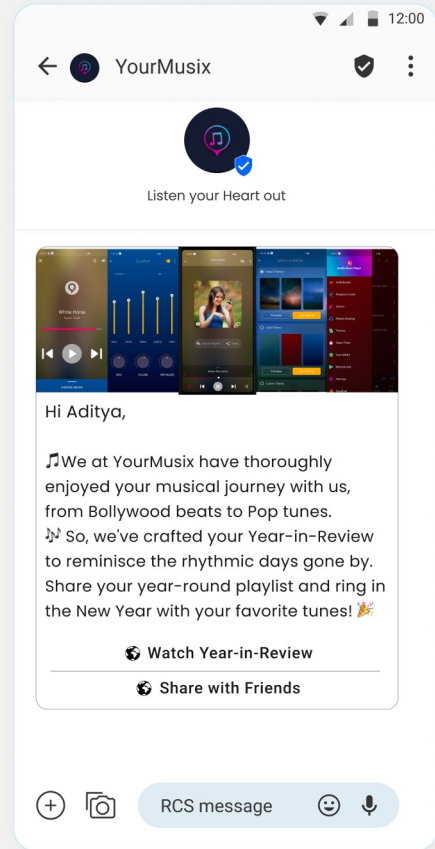 12:00
YourMusix
Listen your Heart out
White Horse
Hi Aditya,
🎵We at YourMusix have thoroughly
enjoyed your musical journey with us,
from Bollywood beats to Pop tunes.
🎶 So, we've crafted your Year-in-Review
to reminisce the rhythmic days gone by.
Share your year-round playlist and ring in
the New Year with your favorite tunes! 🎉
Watch Year-in-Review
Share with Friends
RCS message